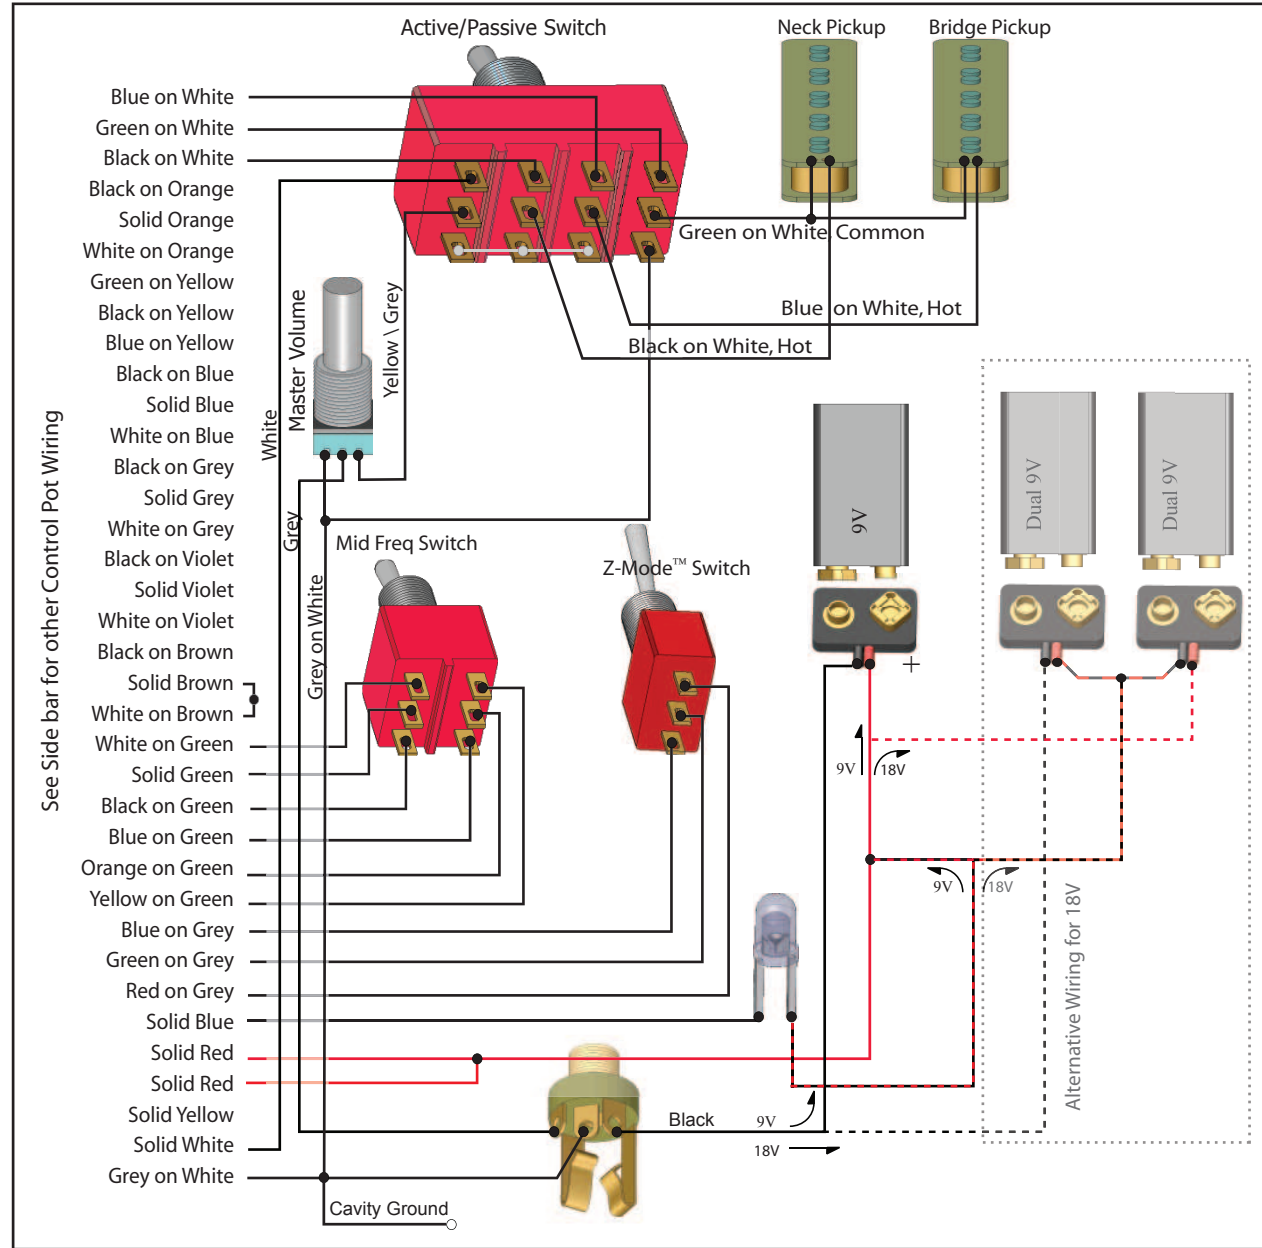 Active/Passive Switch
Neck Pickup
Bridge Pickup
Blue on White
Green on White
Black on White
Black on Orange
Solid Orange
White on Orange
Green on Yellow
Black on Yellow
Blue on Yellow
Black on Blue
Solid Blue
White on Blue
Black on Grey
Solid Grey
White on Grey
Black on Violet
Solid Violet
White on Violet
Black on Brown
Solid Brown
White on Brown
White on Green
Solid Green
Black on Green
Blue on Green
Orange on Green
Yellow on Green
Blue on Grey
Green on Grey
Red on Grey
Solid Blue
Solid Red
Solid Red
Solid Yellow
Solid White
Grey on White
See Side bar for other Control Pot Wiring
Green on White, Common
Blue on White, Hot
Black on White, Hot
Master Volume
Yellow \ Grey
White
Grey
Grey on White
Mid Freq Switch
Z-Mode™ Switch
9V
Dual 9V
Dual 9V
+
9V
18V
9V
18V
Alternative Wiring for 18V
Black
9V
18V
Cavity Ground